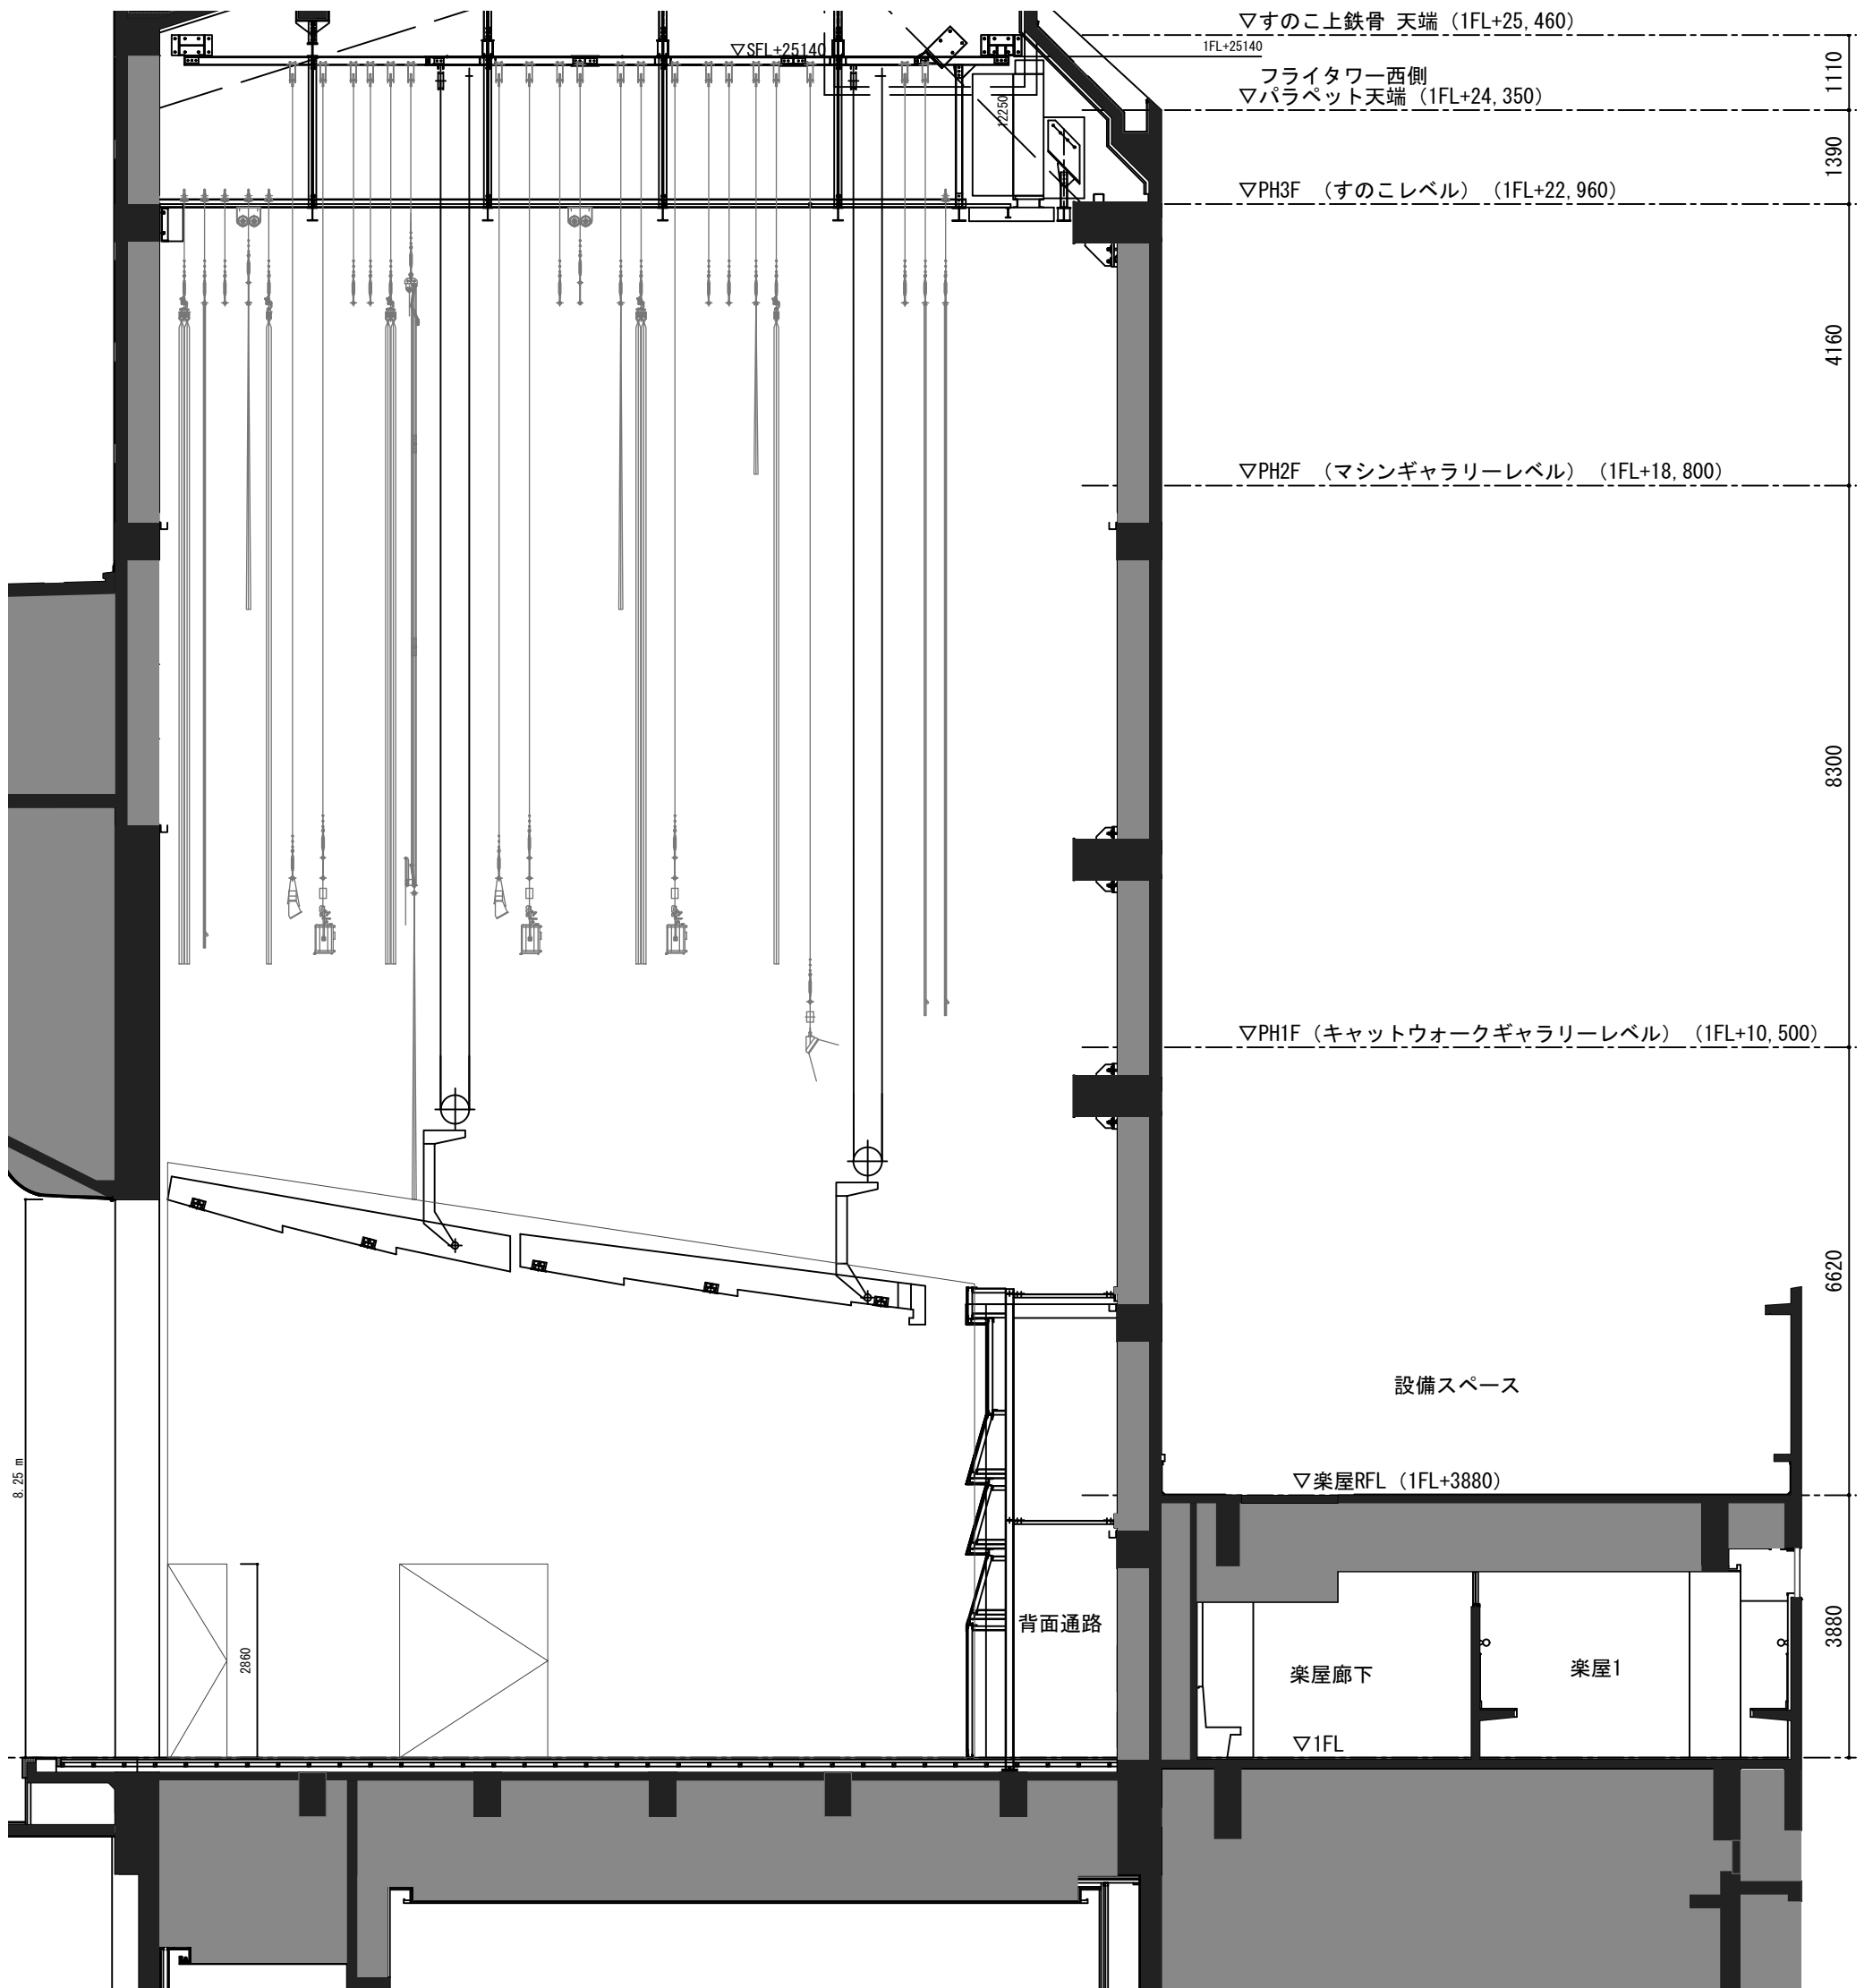 ▽すのこ上鉄骨 天端 (1FL+25,460)
▽SFL+25140
1FL+25140
1110
フライタワー西側
▽パラペット天端 (1FL+24,350)
12250
1390
▽PH3F (すのこレベル) (1FL+22,960)
4160
▽PH2F (マシンギャラリーレベル) (1FL+18,800)
8300
▽PH1F (キャットウォークギャラリーレベル) (1FL+10,500)
6620
設備スペース
8.25 m
▽楽屋RFL (1FL+3880)
2860
背面通路
3880
楽屋廊下
楽屋1
▽1FL